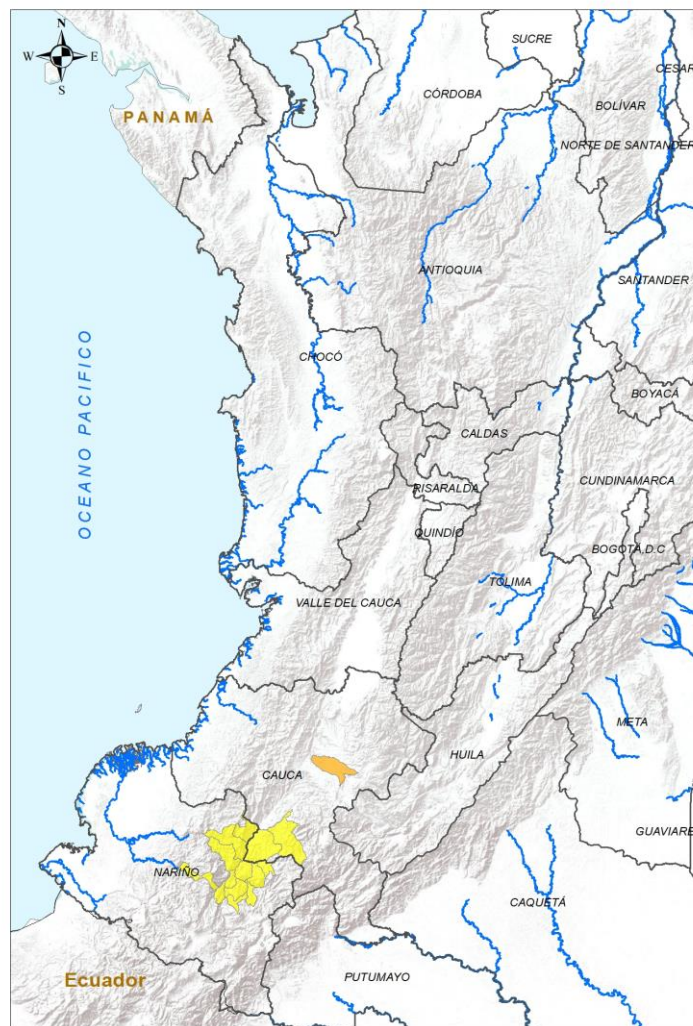 N
W E
S
SUCRE
CESAR
CÓRDOBA
BOLÍVAR
PANAMÁ
NORTE DE SANTANDER
ANTIOQUIA
SANTANDER
OCEANO PACIFICO
CHOCÓ
BOYACÁ
CALDAS
CUNDINAMARCA
RISARALDA
QUINDÍO
BOGOTÁ,D.C
TOLIMA
VALLE DEL CAUCA
META
HUILA
CAUCA
GUAVIARE
NARIÑO
CAQUETÁ
PUTUMAYO
Ecuador